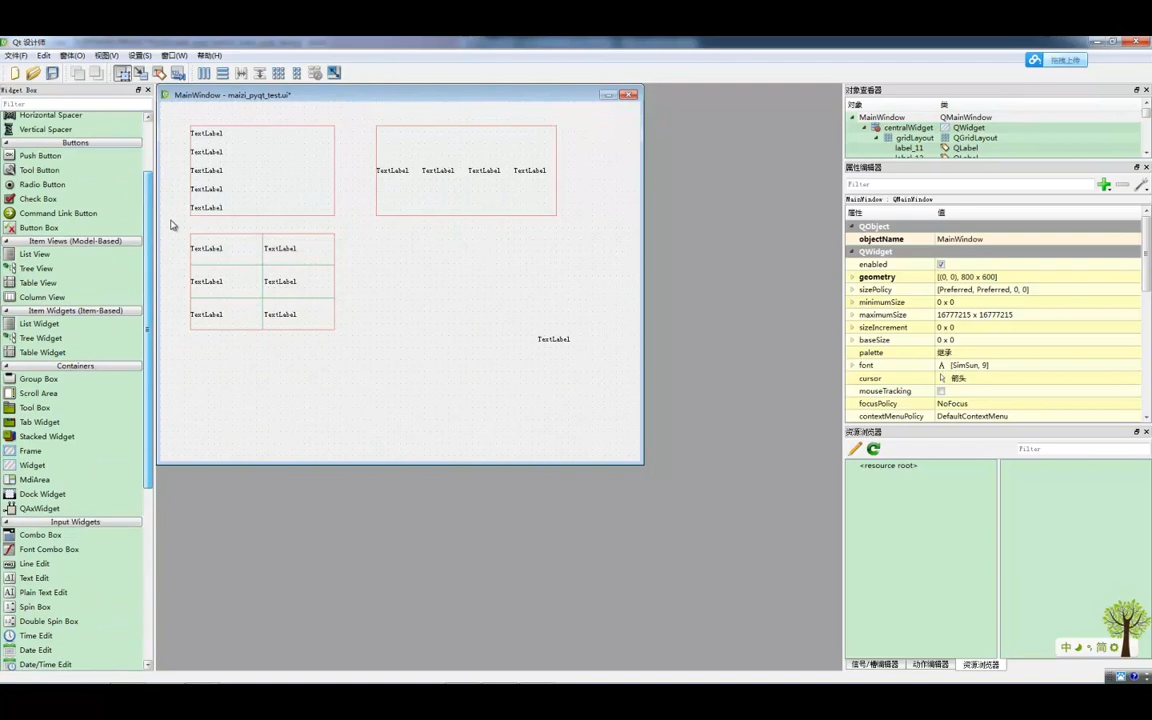 Qt 设计师
文件(F) Edit 窗体(O) 视图(V) 设置(S) 窗口(W) 帮助(H)
拖拽上传
Widget Box
Filter
Horizontal Spacer
Vertical Spacer
Buttons
Push Button
Tool Button
Radio Button
Check Box
Command Link Button
Button Box
Item Views (Model-Based)
List View
Tree View
Table View
Column View
Item Widgets (Item-Based)
List Widget
Tree Widget
Table Widget
Containers
Group Box
Scroll Area
Tool Box
Tab Widget
Stacked Widget
Frame
Widget
MdiArea
Dock Widget
QAxWidget
Input Widgets
Combo Box
Font Combo Box
Line Edit
Text Edit
Plain Text Edit
Spin Box
Double Spin Box
Time Edit
Date Edit
Date/Time Edit
MainWindow - maizi_pyqt_test.ui*
TextLabel
TextLabel
TextLabel
TextLabel
TextLabel
TextLabel TextLabel TextLabel TextLabel
TextLabel TextLabel
TextLabel TextLabel
TextLabel TextLabel
TextLabel
对象查看器
对象 类
MainWindow QMainWindow
centralWidget QWidget
gridLayout QGridLayout
label_11 QLabel
属性编辑器
Filter
MainWindow : QMainWindow
属性 值
QObject
objectName MainWindow
QWidget
enabled
geometry [(0, 0), 800 x 600]
sizePolicy [Preferred, Preferred, 0, 0]
minimumSize 0 x 0
maximumSize 16777215 x 16777215
sizeIncrement 0 x 0
baseSize 0 x 0
palette 继承
font A [SimSun, 9]
cursor 箭头
mouseTracking
focusPolicy NoFocus
contextMenuPolicy DefaultContextMenu
资源浏览器
Filter
<resource root>
中 简
信号/槽编辑器 动作编辑器 资源浏览器